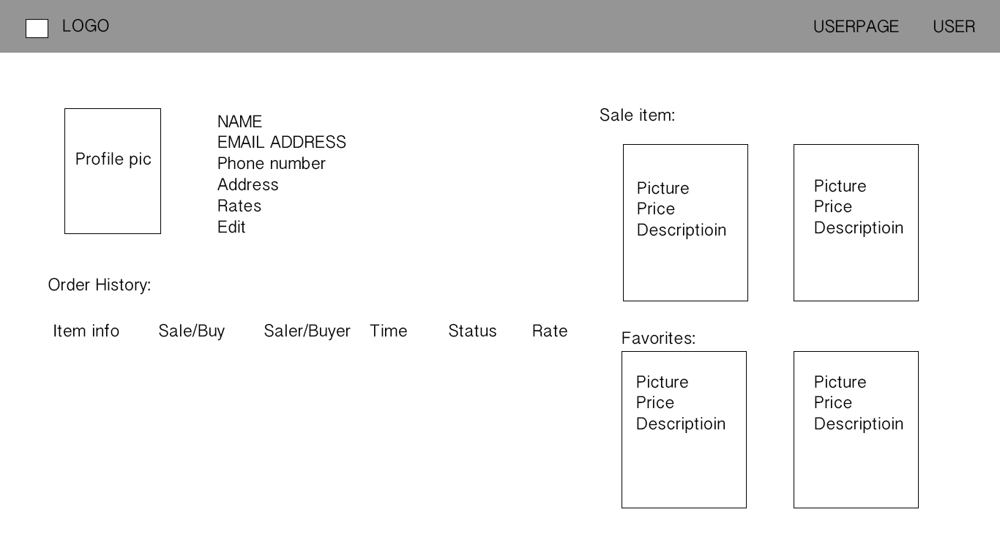 LOGO USERPAGE USER
Profile pic
NAME
EMAIL ADDRESS
Phone number
Address
Rates
Edit
Order History:
Item info Sale/Buy Saler/Buyer Time Status Rate
Sale item:
Picture
Price
Descriptioin
Picture
Price
Descriptioin
Favorites:
Picture
Price
Descriptioin
Picture
Price
Descriptioin